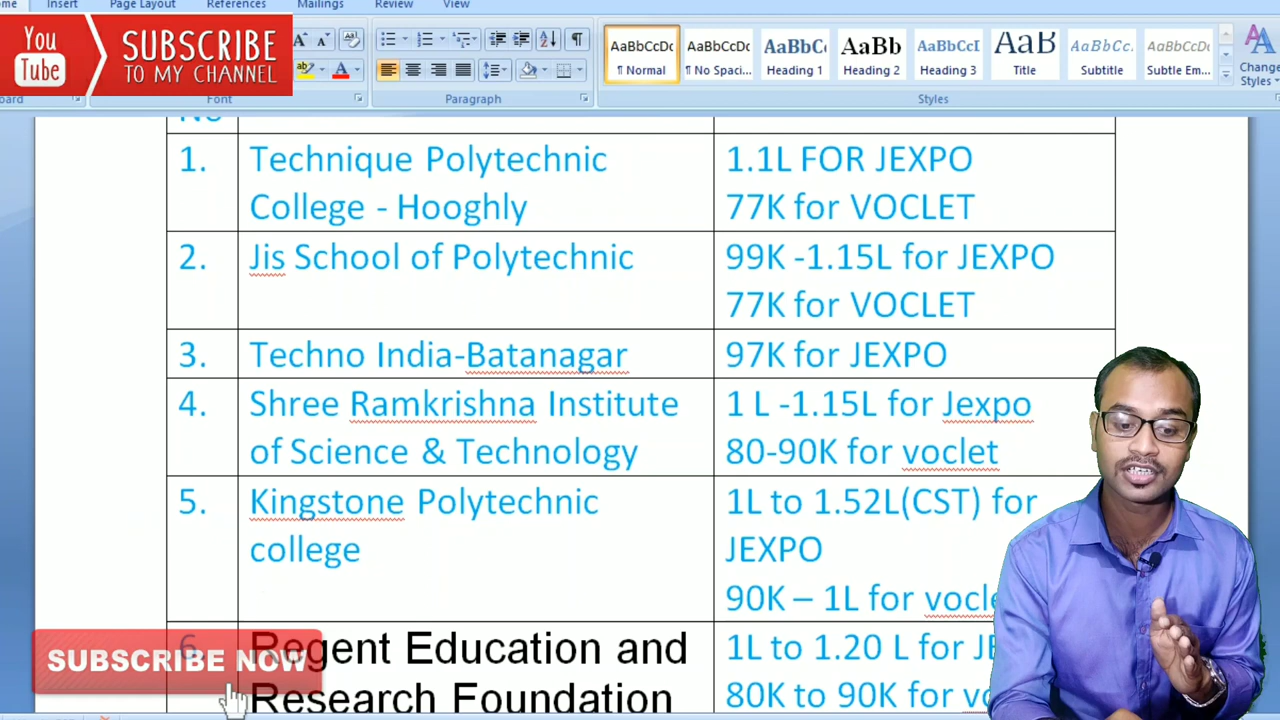 Insert Page Layout References Mailings Review View
You
Tube
SUBSCRIBE
TO MY CHANNEL
AaBbCcDc AaBbCcDc AaBbC AaBb AaBbCcI AaB AaBbCc. AaBbCcDc
¶ Normal ¶ No Spaci... Heading 1 Heading 2 Heading 3 Title Subtitle Subtle Em... Change
Styles
Font Paragraph Styles
No
1. Technique Polytechnic 1.1L FOR JEXPO
College - Hooghly 77K for VOCLET
2. Jis School of Polytechnic 99K -1.15L for JEXPO
77K for VOCLET
3. Techno India-Batanagar 97K for JEXPO
4. Shree Ramkrishna Institute 1 L -1.15L for Jexpo
of Science & Technology 80-90K for voclet
5. Kingstone Polytechnic 1L to 1.52L(CST) for
college JEXPO
90K – 1L for vocle
6. Regent Education and 1L to 1.20 L for JE
SUBSCRIBE NOW
Research Foundation 80K to 90K for vo